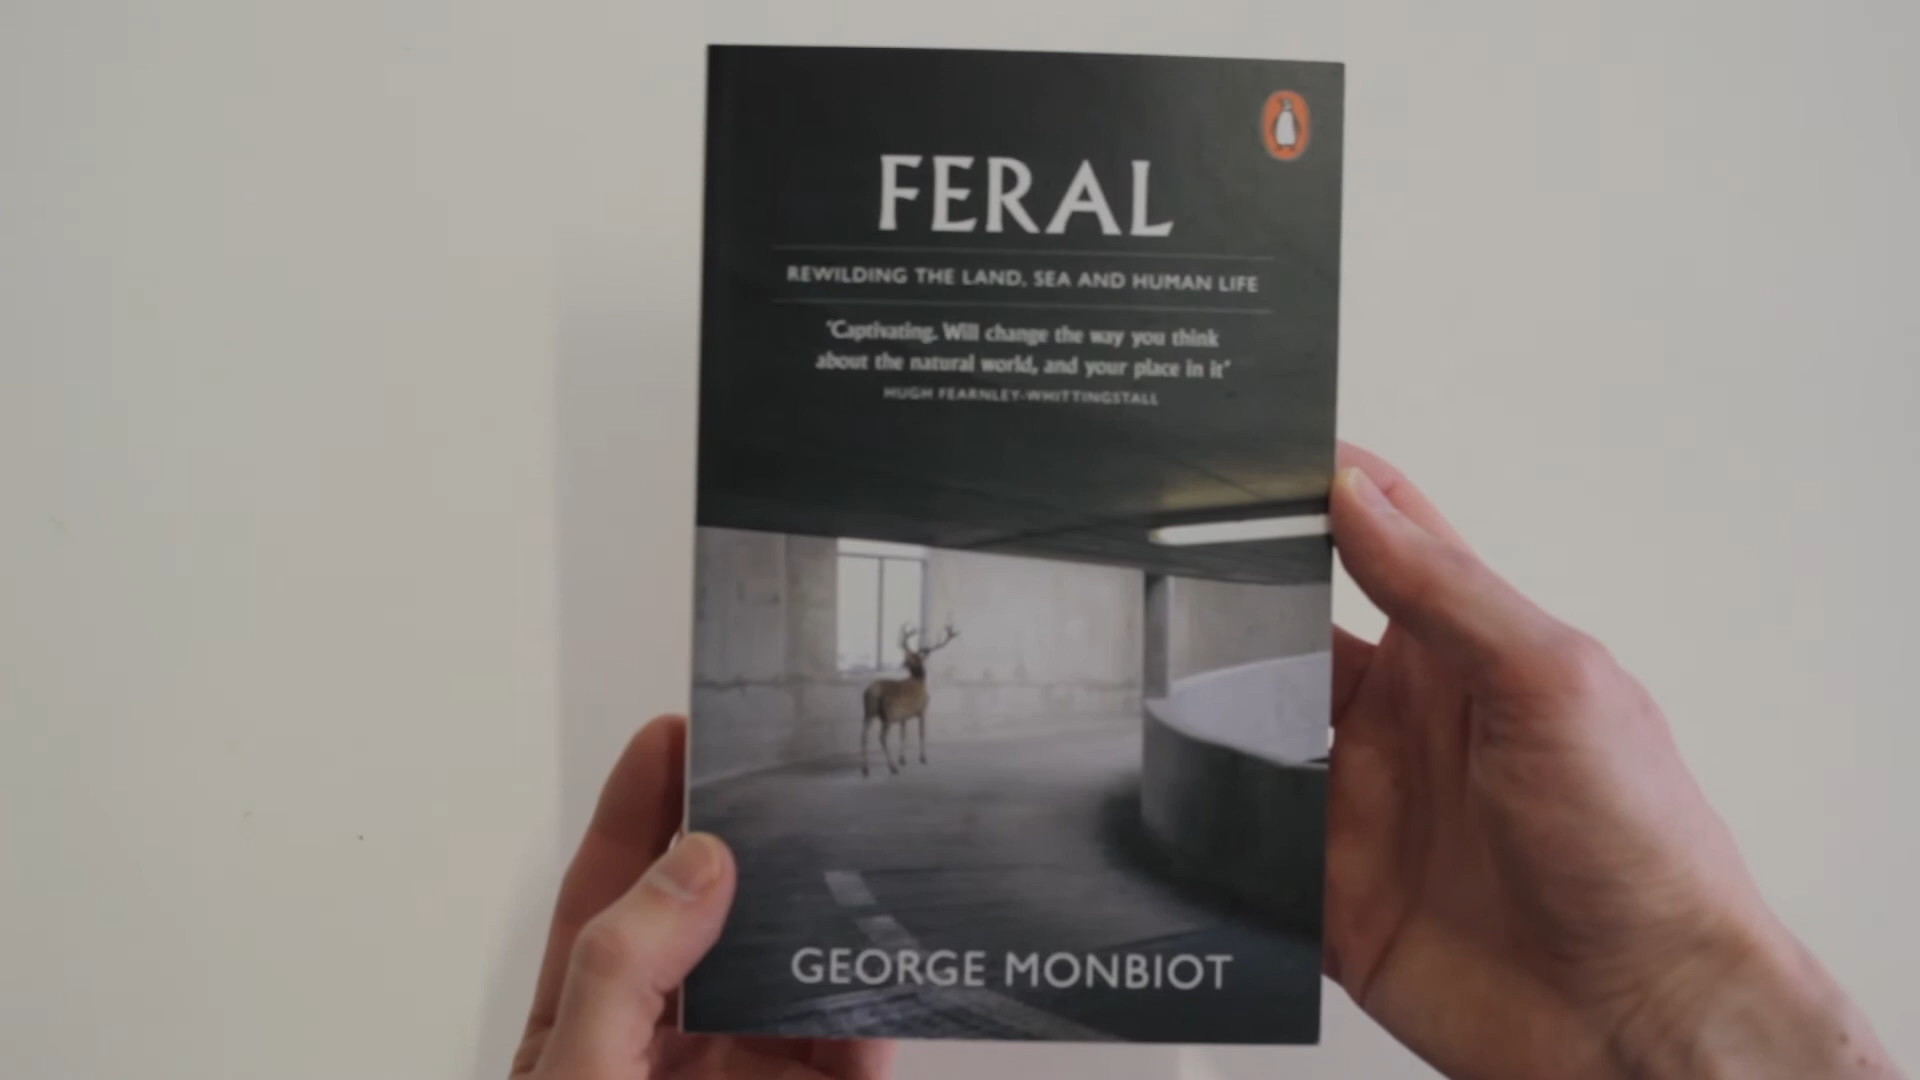 FERAL
REWILDING THE LAND, SEA AND HUMAN LIFE
'Captivating. Will change the way you think
about the natural world, and your place in it'
HUGH FEARNLEY-WHITTINGSTALL
GEORGE MONBIOT